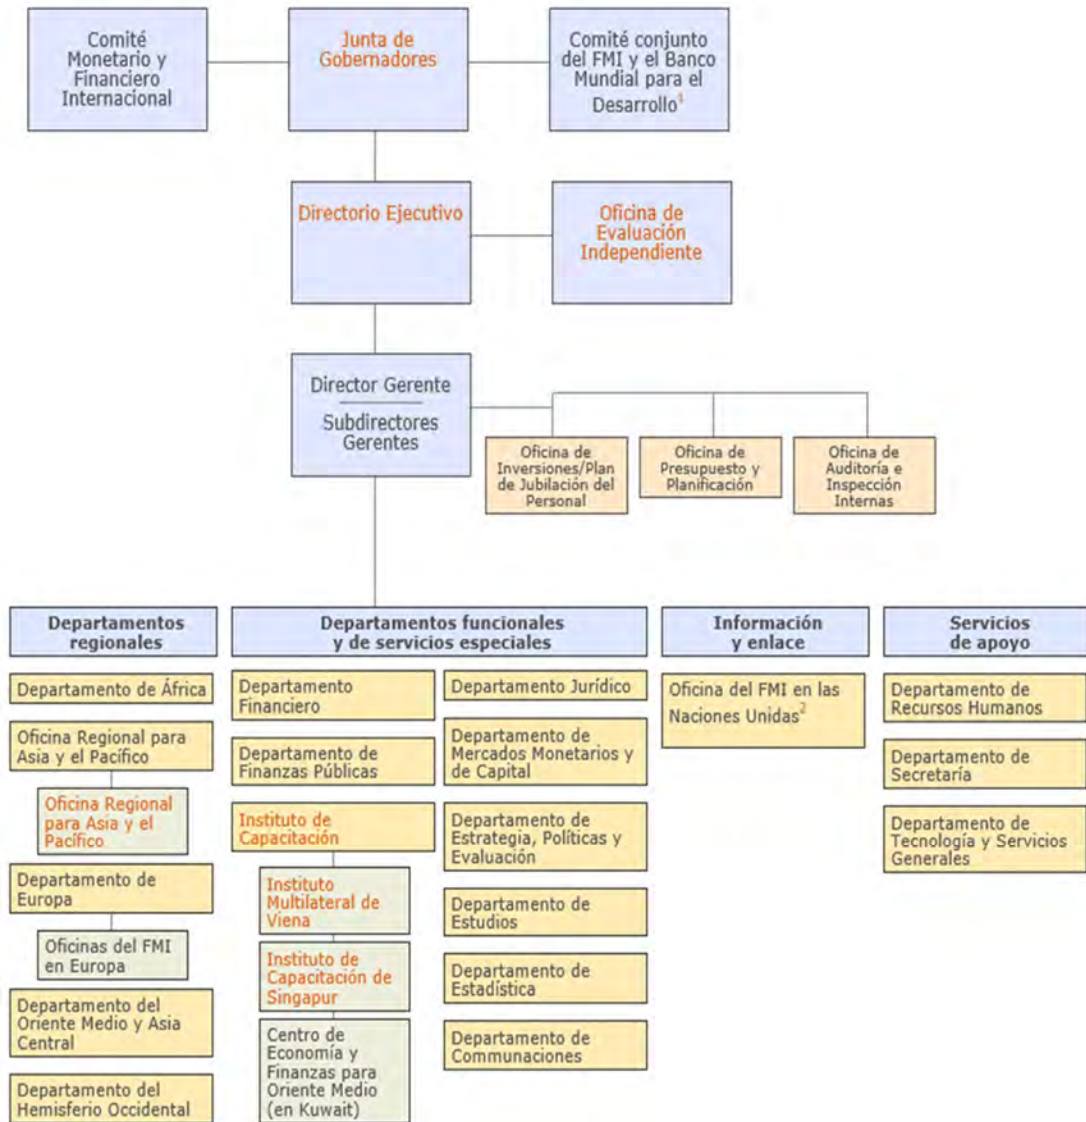 Comité
Monetario y
Financiero
Internacional
Junta de
Gobernadores
Comité conjunto
del FMI y el Banco
Mundial para el
Desarrollo¹
Directorio Ejecutivo
Oficina de
Evaluación
Independiente
Director Gerente
Subdirectores
Gerentes
Oficina de
Inversiones/Plan
de Jubilación del
Personal
Oficina de
Presupuesto y
Planificación
Oficina de
Auditoría e
Inspección
Internas
Departamentos
regionales
Departamento de África
Oficina Regional para
Asia y el Pacífico
Oficina Regional
para Asia y el
Pacífico
Departamento de
Europa
Oficinas del FMI
en Europa
Departamento del
Oriente Medio y Asia
Central
Departamento del
Hemisferio Occidental
Departamentos funcionales
y de servicios especiales
Departamento
Financiero
Departamento de
Finanzas Públicas
Instituto de
Capacitación
Instituto
Multilateral de
Viena
Instituto de
Capacitación de
Singapur
Centro de
Economía y
Finanzas para
Oriente Medio
(en Kuwait)
Departamento Jurídico
Departamento de
Mercados Monetarios y
de Capital
Departamento de
Estrategia, Políticas y
Evaluación
Departamento de
Estudios
Departamento de
Estadística
Departamento de
Communaciones
Información
y enlace
Oficina del FMI en las
Naciones Unidas²
Servicios
de apoyo
Departamento de
Recursos Humanos
Departamento de
Secretaría
Departamento de
Tecnología y Servicios
Generales